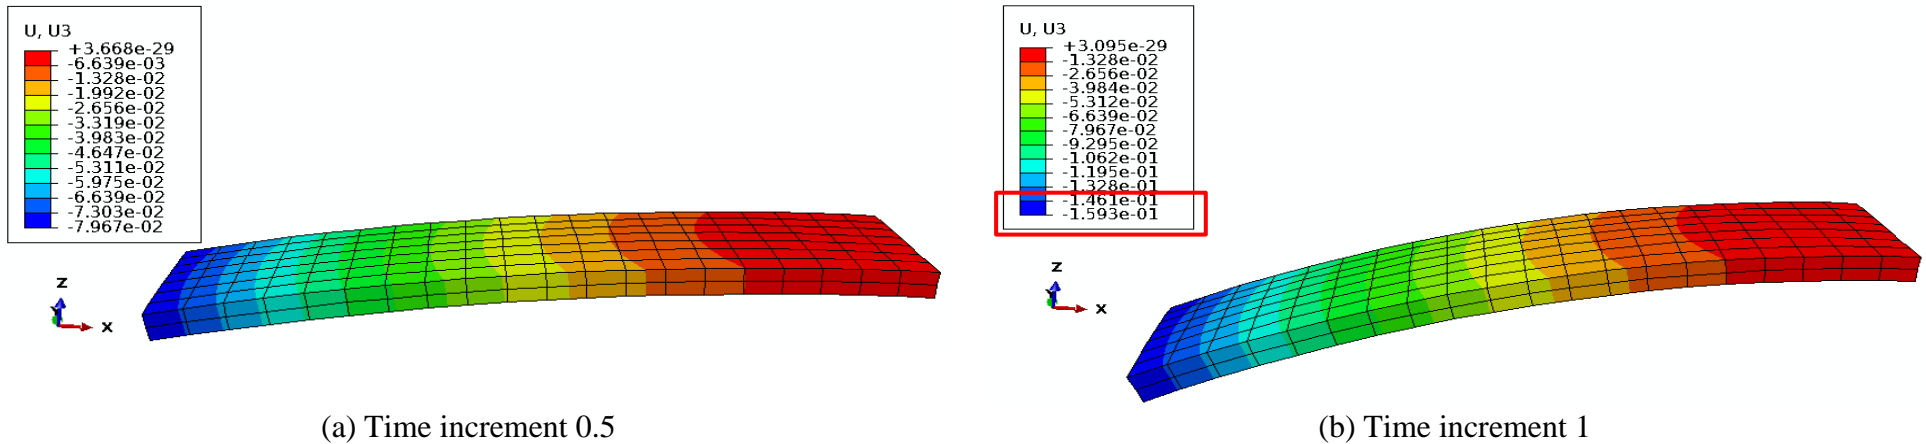 U, U3
+3.668e-29
-6.639e-03
-1.328e-02
-1.992e-02
-2.656e-02
-3.319e-02
-3.983e-02
-4.647e-02
-5.311e-02
-5.975e-02
-6.639e-02
-7.303e-02
-7.967e-02
Z
Y
X
(a) Time increment 0.5
U, U3
+3.095e-29
-1.328e-02
-2.656e-02
-3.984e-02
-5.312e-02
-6.639e-02
-7.967e-02
-9.295e-02
-1.062e-01
-1.195e-01
-1.328e-01
-1.461e-01
-1.593e-01
Z
Y
X
(b) Time increment 1